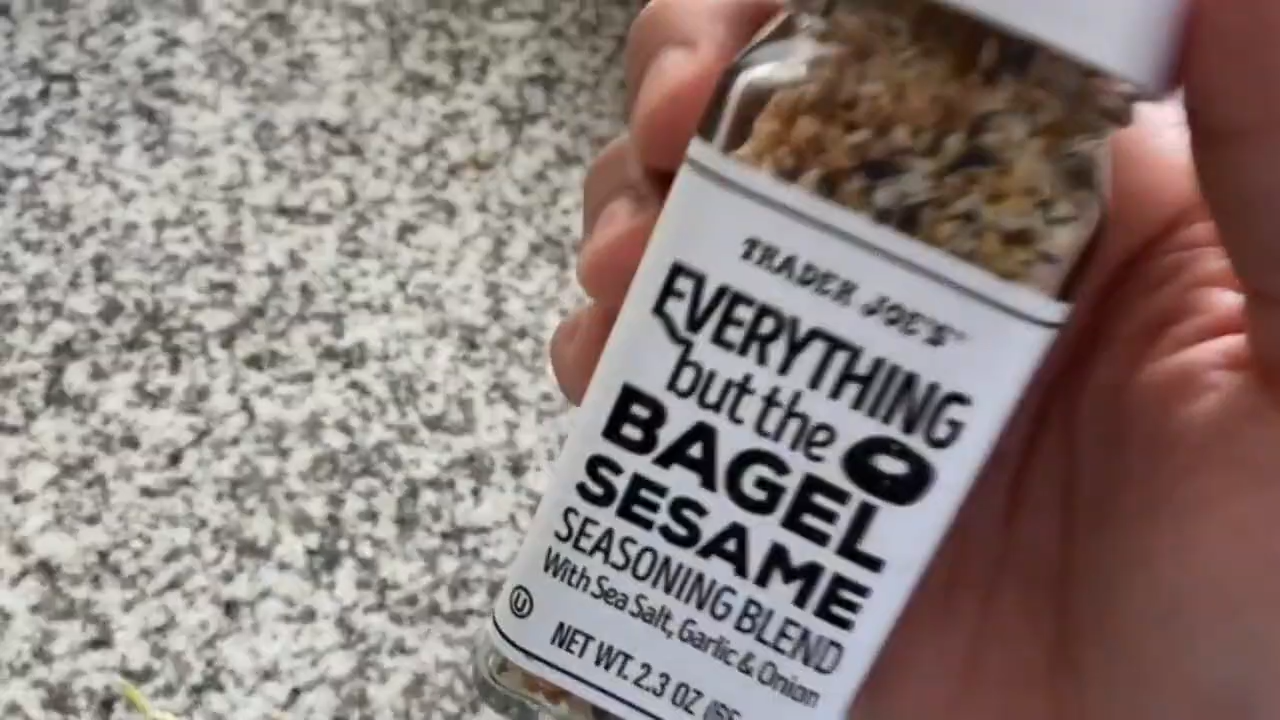 TRADER JOE'S
EVERYTHING
but the
BAGEL
SESAME
SEASONING BLEND
With Sea Salt, Garlic & Onion
U
NET WT. 2.3 OZ